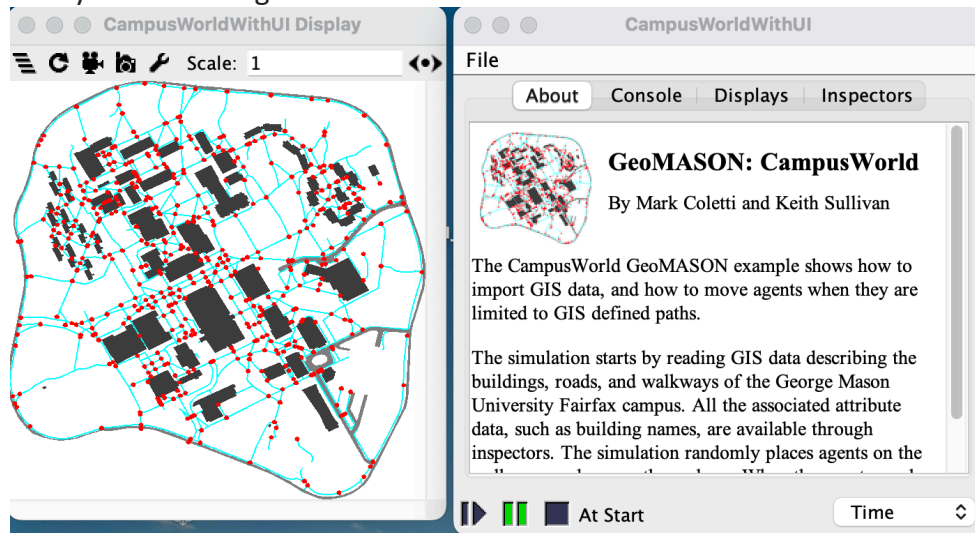 CampusWorldWithUI Display
Scale: 1
CampusWorldWithUI
File
About Console Displays Inspectors
GeoMASON: CampusWorld
By Mark Coletti and Keith Sullivan
The CampusWorld GeoMASON example shows how to
import GIS data, and how to move agents when they are
limited to GIS defined paths.
The simulation starts by reading GIS data describing the
buildings, roads, and walkways of the George Mason
University Fairfax campus. All the associated attribute
data, such as building names, are available through
inspectors. The simulation randomly places agents on the
At Start
Time